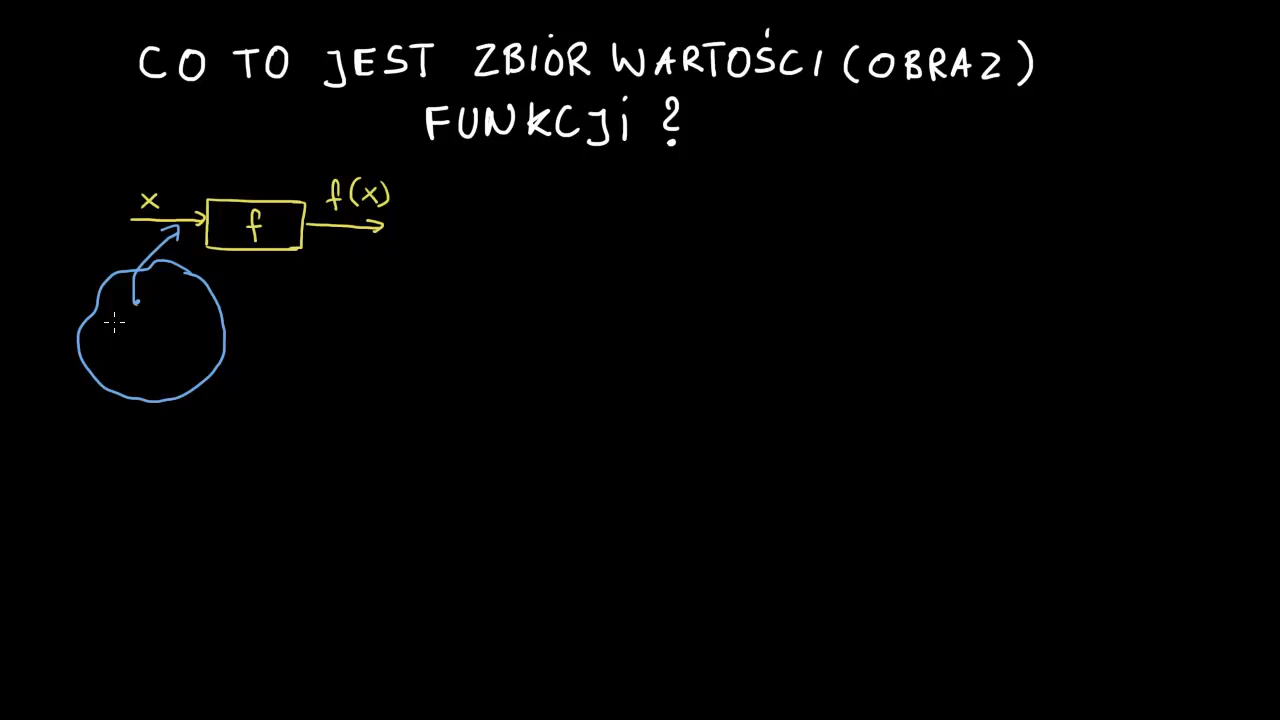 CO TO JEST ZBIÓR WARTOŚCI (OBRAZ)
FUNKCJI?
x
f
f(x)